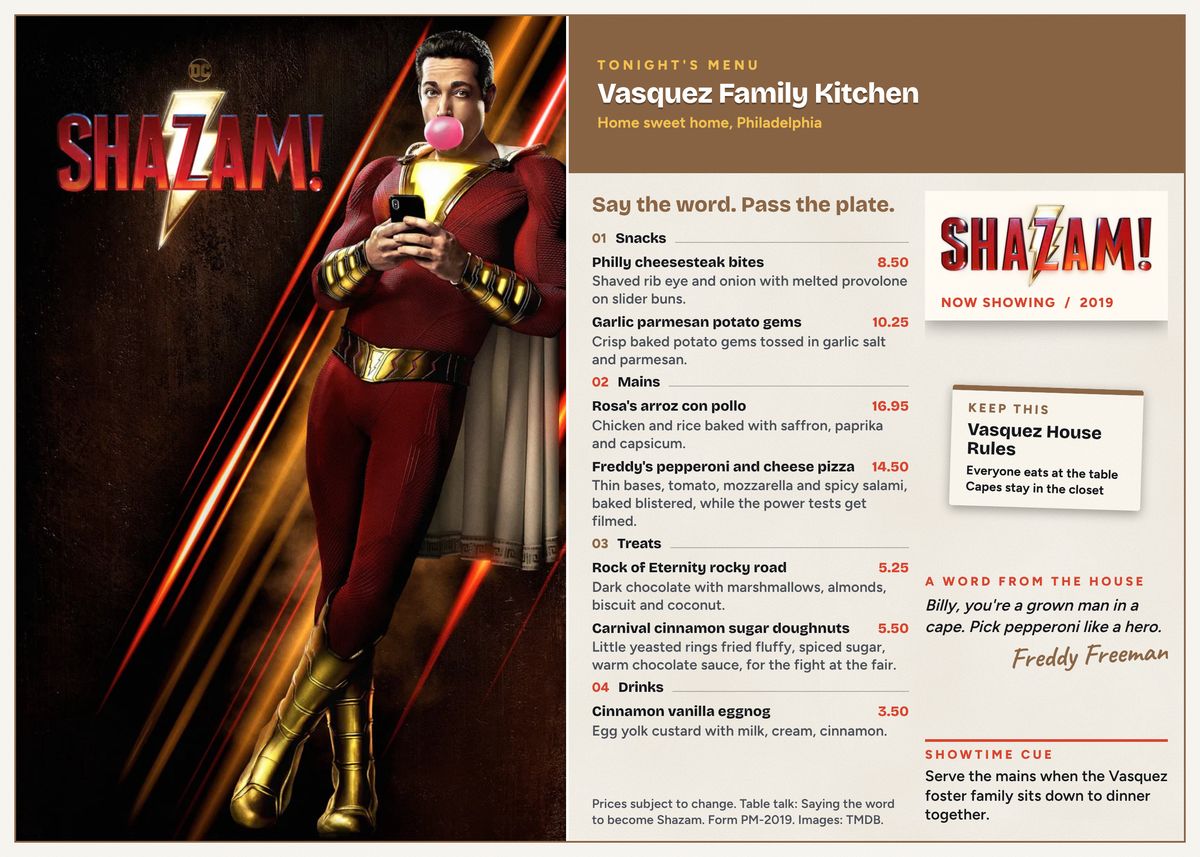 DC
SHAZAM!
TONIGHT'S MENU
Vasquez Family Kitchen
Home sweet home, Philadelphia
Say the word. Pass the plate.
01 Snacks
Philly cheesesteak bites 8.50
Shaved rib eye and onion with melted provolone
on slider buns.
Garlic parmesan potato gems 10.25
Crisp baked potato gems tossed in garlic salt
and parmesan.
02 Mains
Rosa's arroz con pollo 16.95
Chicken and rice baked with saffron, paprika
and capsicum.
Freddy's pepperoni and cheese pizza 14.50
Thin bases, tomato, mozzarella and spicy salami,
baked blistered, while the power tests get
filmed.
03 Treats
Rock of Eternity rocky road 5.25
Dark chocolate with marshmallows, almonds,
biscuit and coconut.
Carnival cinnamon sugar doughnuts 5.50
Little yeasted rings fried fluffy, spiced sugar,
warm chocolate sauce, for the fight at the fair.
04 Drinks
Cinnamon vanilla eggnog 3.50
Egg yolk custard with milk, cream, cinnamon.
Prices subject to change. Table talk: Saying the word
to become Shazam. Form PM-2019. Images: TMDB.
SHAZAM!
NOW SHOWING / 2019
KEEP THIS
Vasquez House
Rules
Everyone eats at the table
Capes stay in the closet
A WORD FROM THE HOUSE
Billy, you're a grown man in a
cape. Pick pepperoni like a hero.
Freddy Freeman
SHOWTIME CUE
Serve the mains when the Vasquez
foster family sits down to dinner
together.